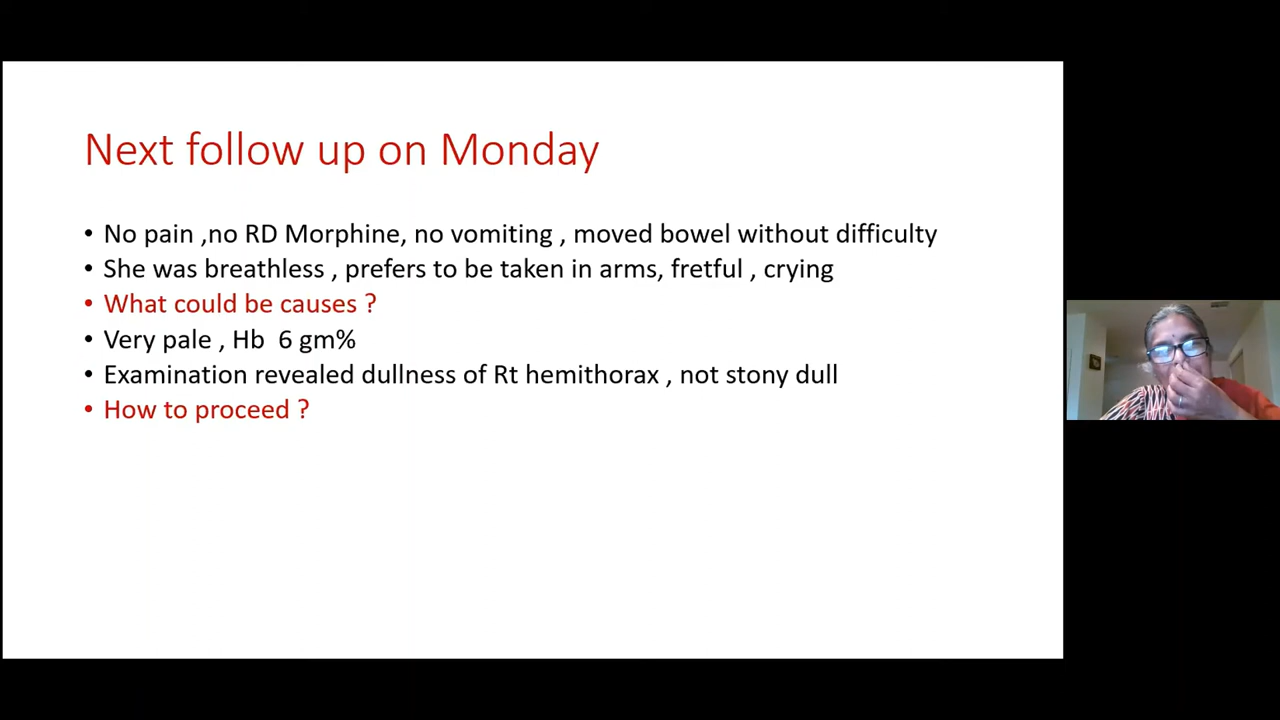 Next follow up on Monday
• No pain ,no RD Morphine, no vomiting , moved bowel without difficulty
• She was breathless , prefers to be taken in arms, fretful , crying
• What could be causes ?
• Very pale , Hb  6 gm%
• Examination revealed dullness of Rt hemithorax , not stony dull
• How to proceed ?